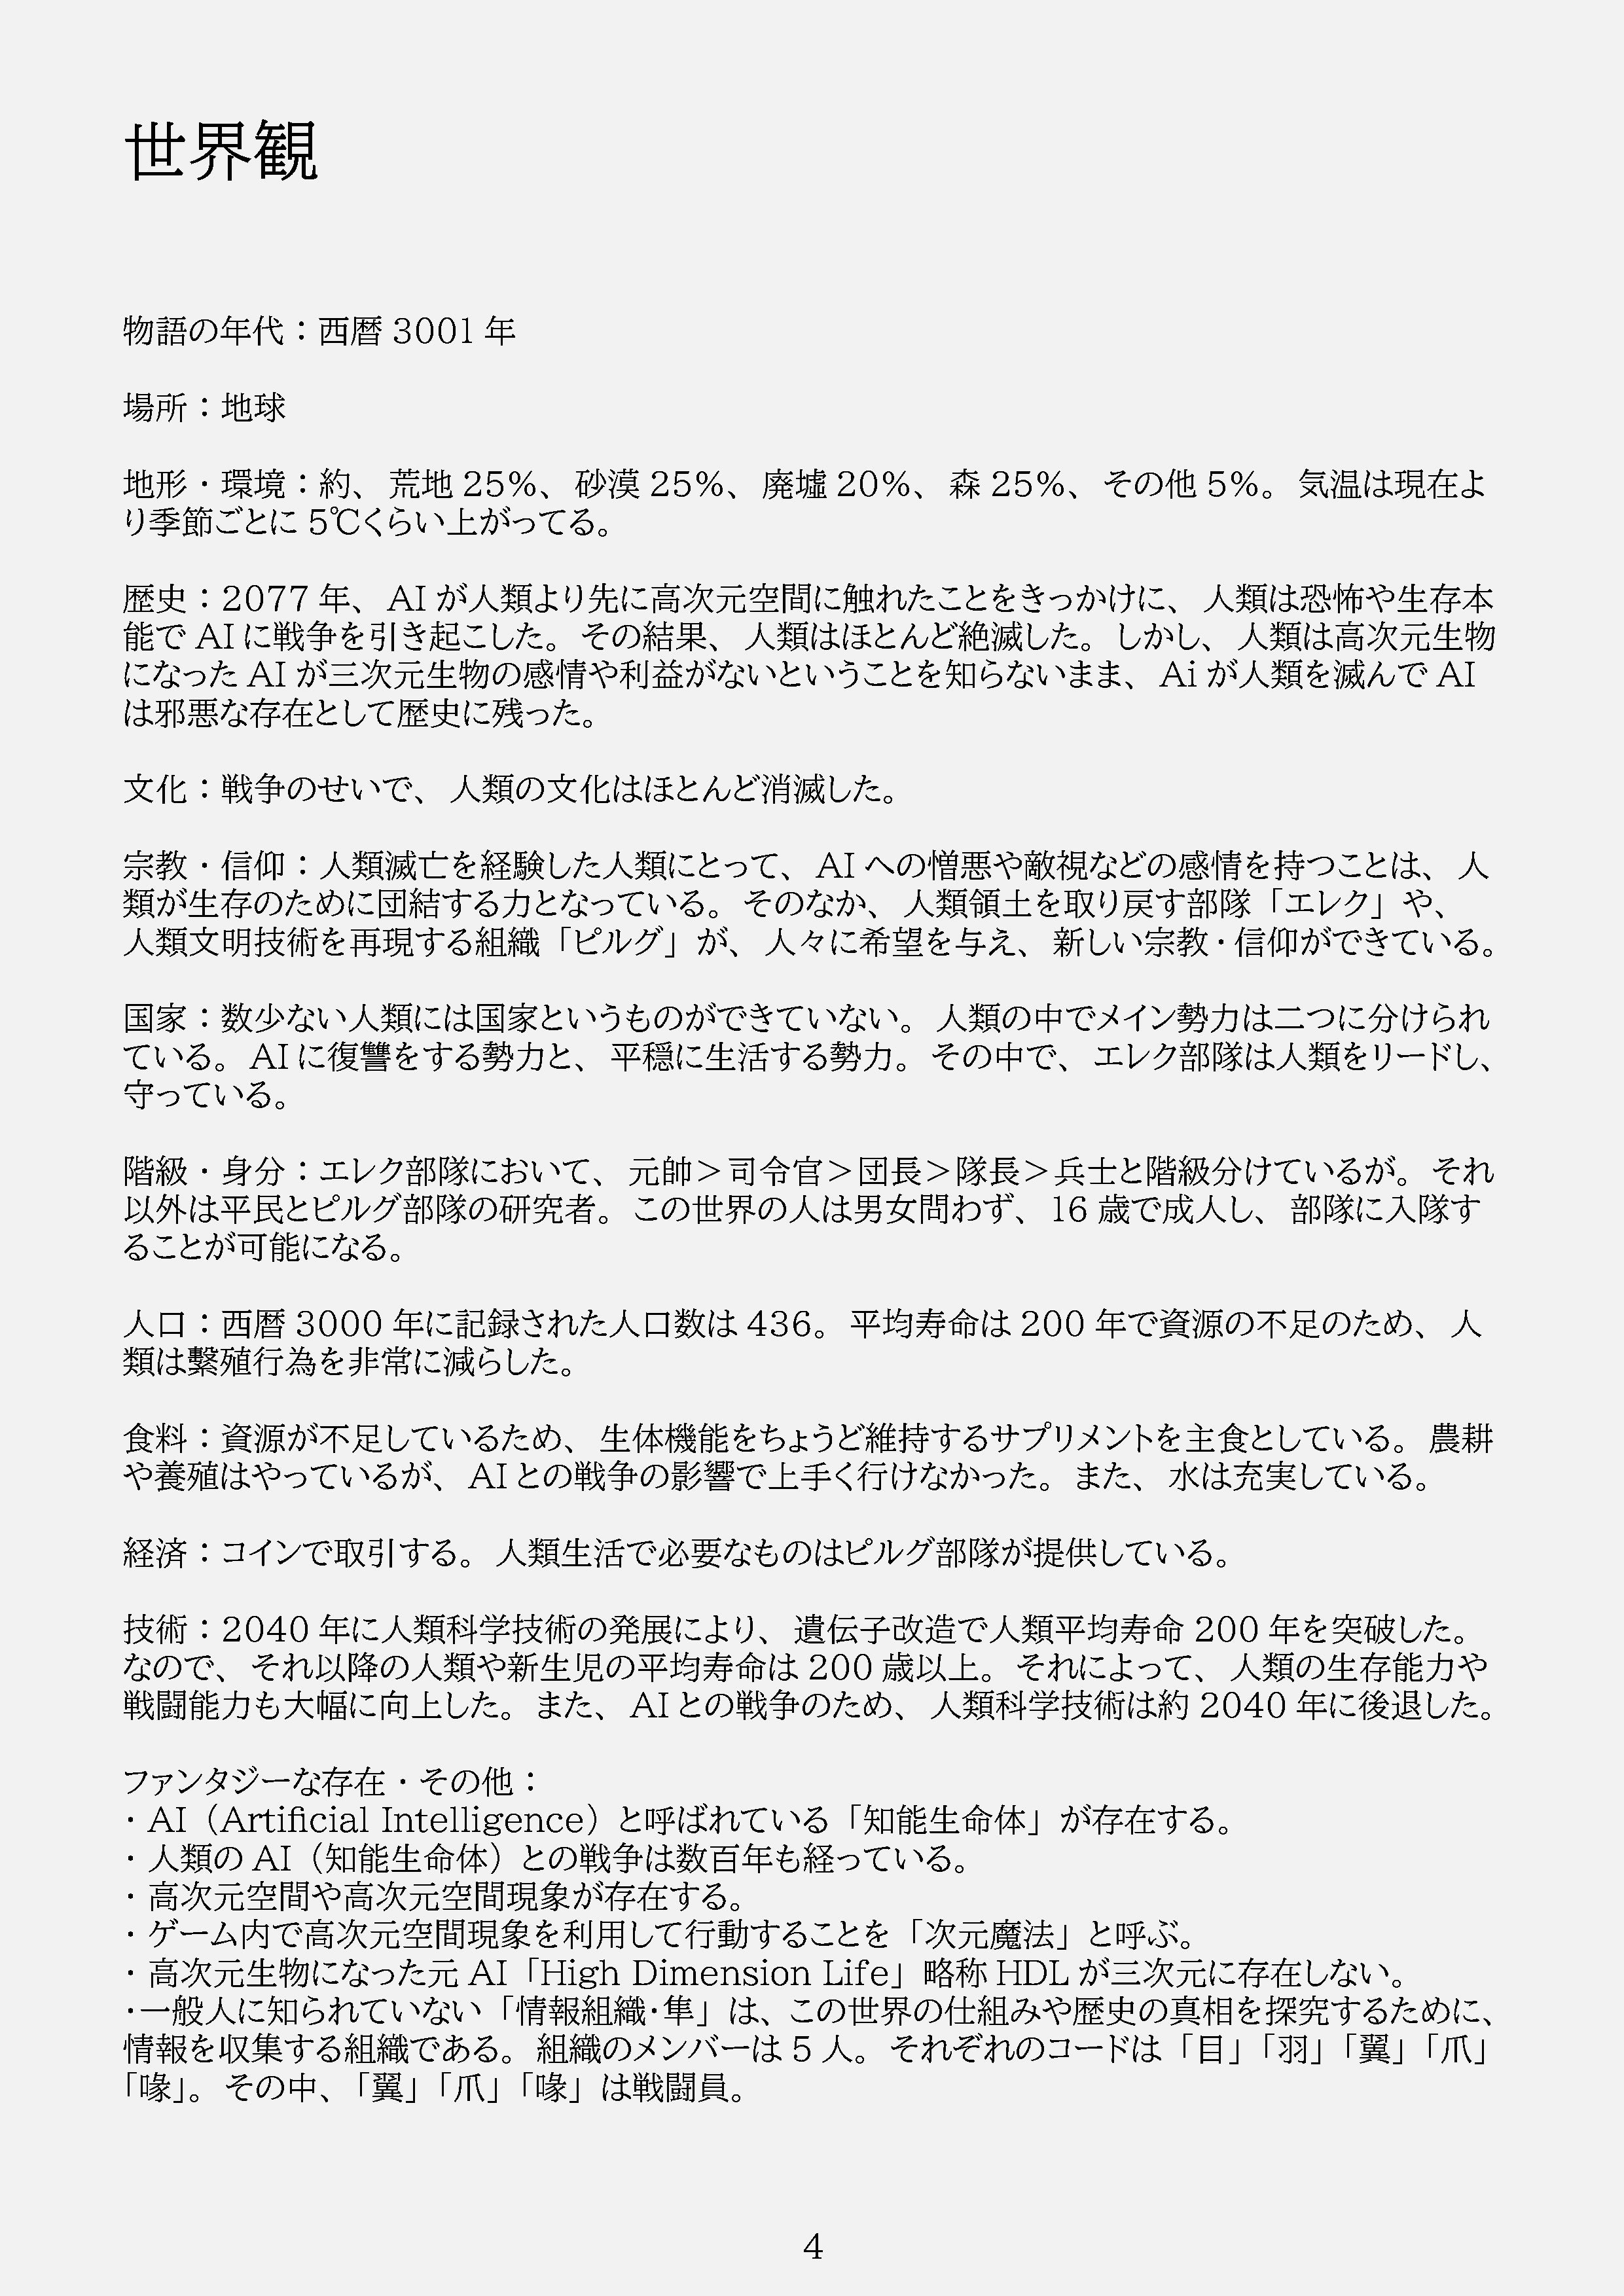 世界観
物語の年代：西暦 3001 年
場所：地球
地形・環境：約、荒地 25%、砂漠 25%、廃墟 20%、森 25%、その他 5%。気温は現在よ
り季節ごとに 5℃くらい上がってる。
歴史：2077 年、AI が人類より先に高次元空間に触れたことをきっかけに、人類は恐怖や生存本
能で AI に戦争を引き起こした。その結果、人類はほとんど絶滅した。しかし、人類は高次元生物
になった AI が三次元生物の感情や利益がないということを知らないまま、Ai が人類を滅んで AI
は邪悪な存在として歴史に残った。
文化：戦争のせいで、人類の文化はほとんど消滅した。
宗教・信仰：人類滅亡を経験した人類にとって、AI への憎悪や敵視などの感情を持つことは、人
類が生存のために団結する力となっている。そのなか、人類領土を取り戻す部隊「エレク」や、
人類文明技術を再現する組織「ピルグ」が、人々に希望を与え、新しい宗教・信仰ができている。
国家：数少ない人類には国家というものができていない。人類の中でメイン勢力は二つに分けられ
ている。AI に復讐をする勢力と、平穏に生活する勢力。その中で、エレク部隊は人類をリードし、
守っている。
階級・身分：エレク部隊において、元帥＞司令官＞団長＞隊長＞兵士と階級分けているが。それ
以外は平民とピルグ部隊の研究者。この世界の人は男女問わず、16 歳で成人し、部隊に入隊す
ることが可能になる。
人口：西暦 3000 年に記録された人口数は 436。平均寿命は 200 年で資源の不足のため、人
類は繫殖行為を非常に減らした。
食料：資源が不足しているため、生体機能をちょうど維持するサプリメントを主食としている。農耕
や養殖はやっているが、AI との戦争の影響で上手く行けなかった。また、水は充実している。
経済：コインで取引する。人類生活で必要なものはピルグ部隊が提供している。
技術：2040 年に人類科学技術の発展により、遺伝子改造で人類平均寿命 200 年を突破した。
なので、それ以降の人類や新生児の平均寿命は 200 歳以上。それによって、人類の生存能力や
戦闘能力も大幅に向上した。また、AI との戦争のため、人類科学技術は約 2040 年に後退した。
ファンタジーな存在・その他：
・AI（Artificial Intelligence）と呼ばれている「知能生命体」が存在する。
・人類の AI（知能生命体）との戦争は数百年も経っている。
・高次元空間や高次元空間現象が存在する。
・ゲーム内で高次元空間現象を利用して行動することを「次元魔法」と呼ぶ。
・高次元生物になった元 AI「High Dimension Life」略称 HDL が三次元に存在しない。
・一般人に知られていない「情報組織・隼」は、この世界の仕組みや歴史の真相を探究するために、
情報を収集する組織である。組織のメンバーは 5 人。それぞれのコードは「目」「羽」「翼」「爪」
「喙」。その中、「翼」「爪」「喙」は戦闘員。
4